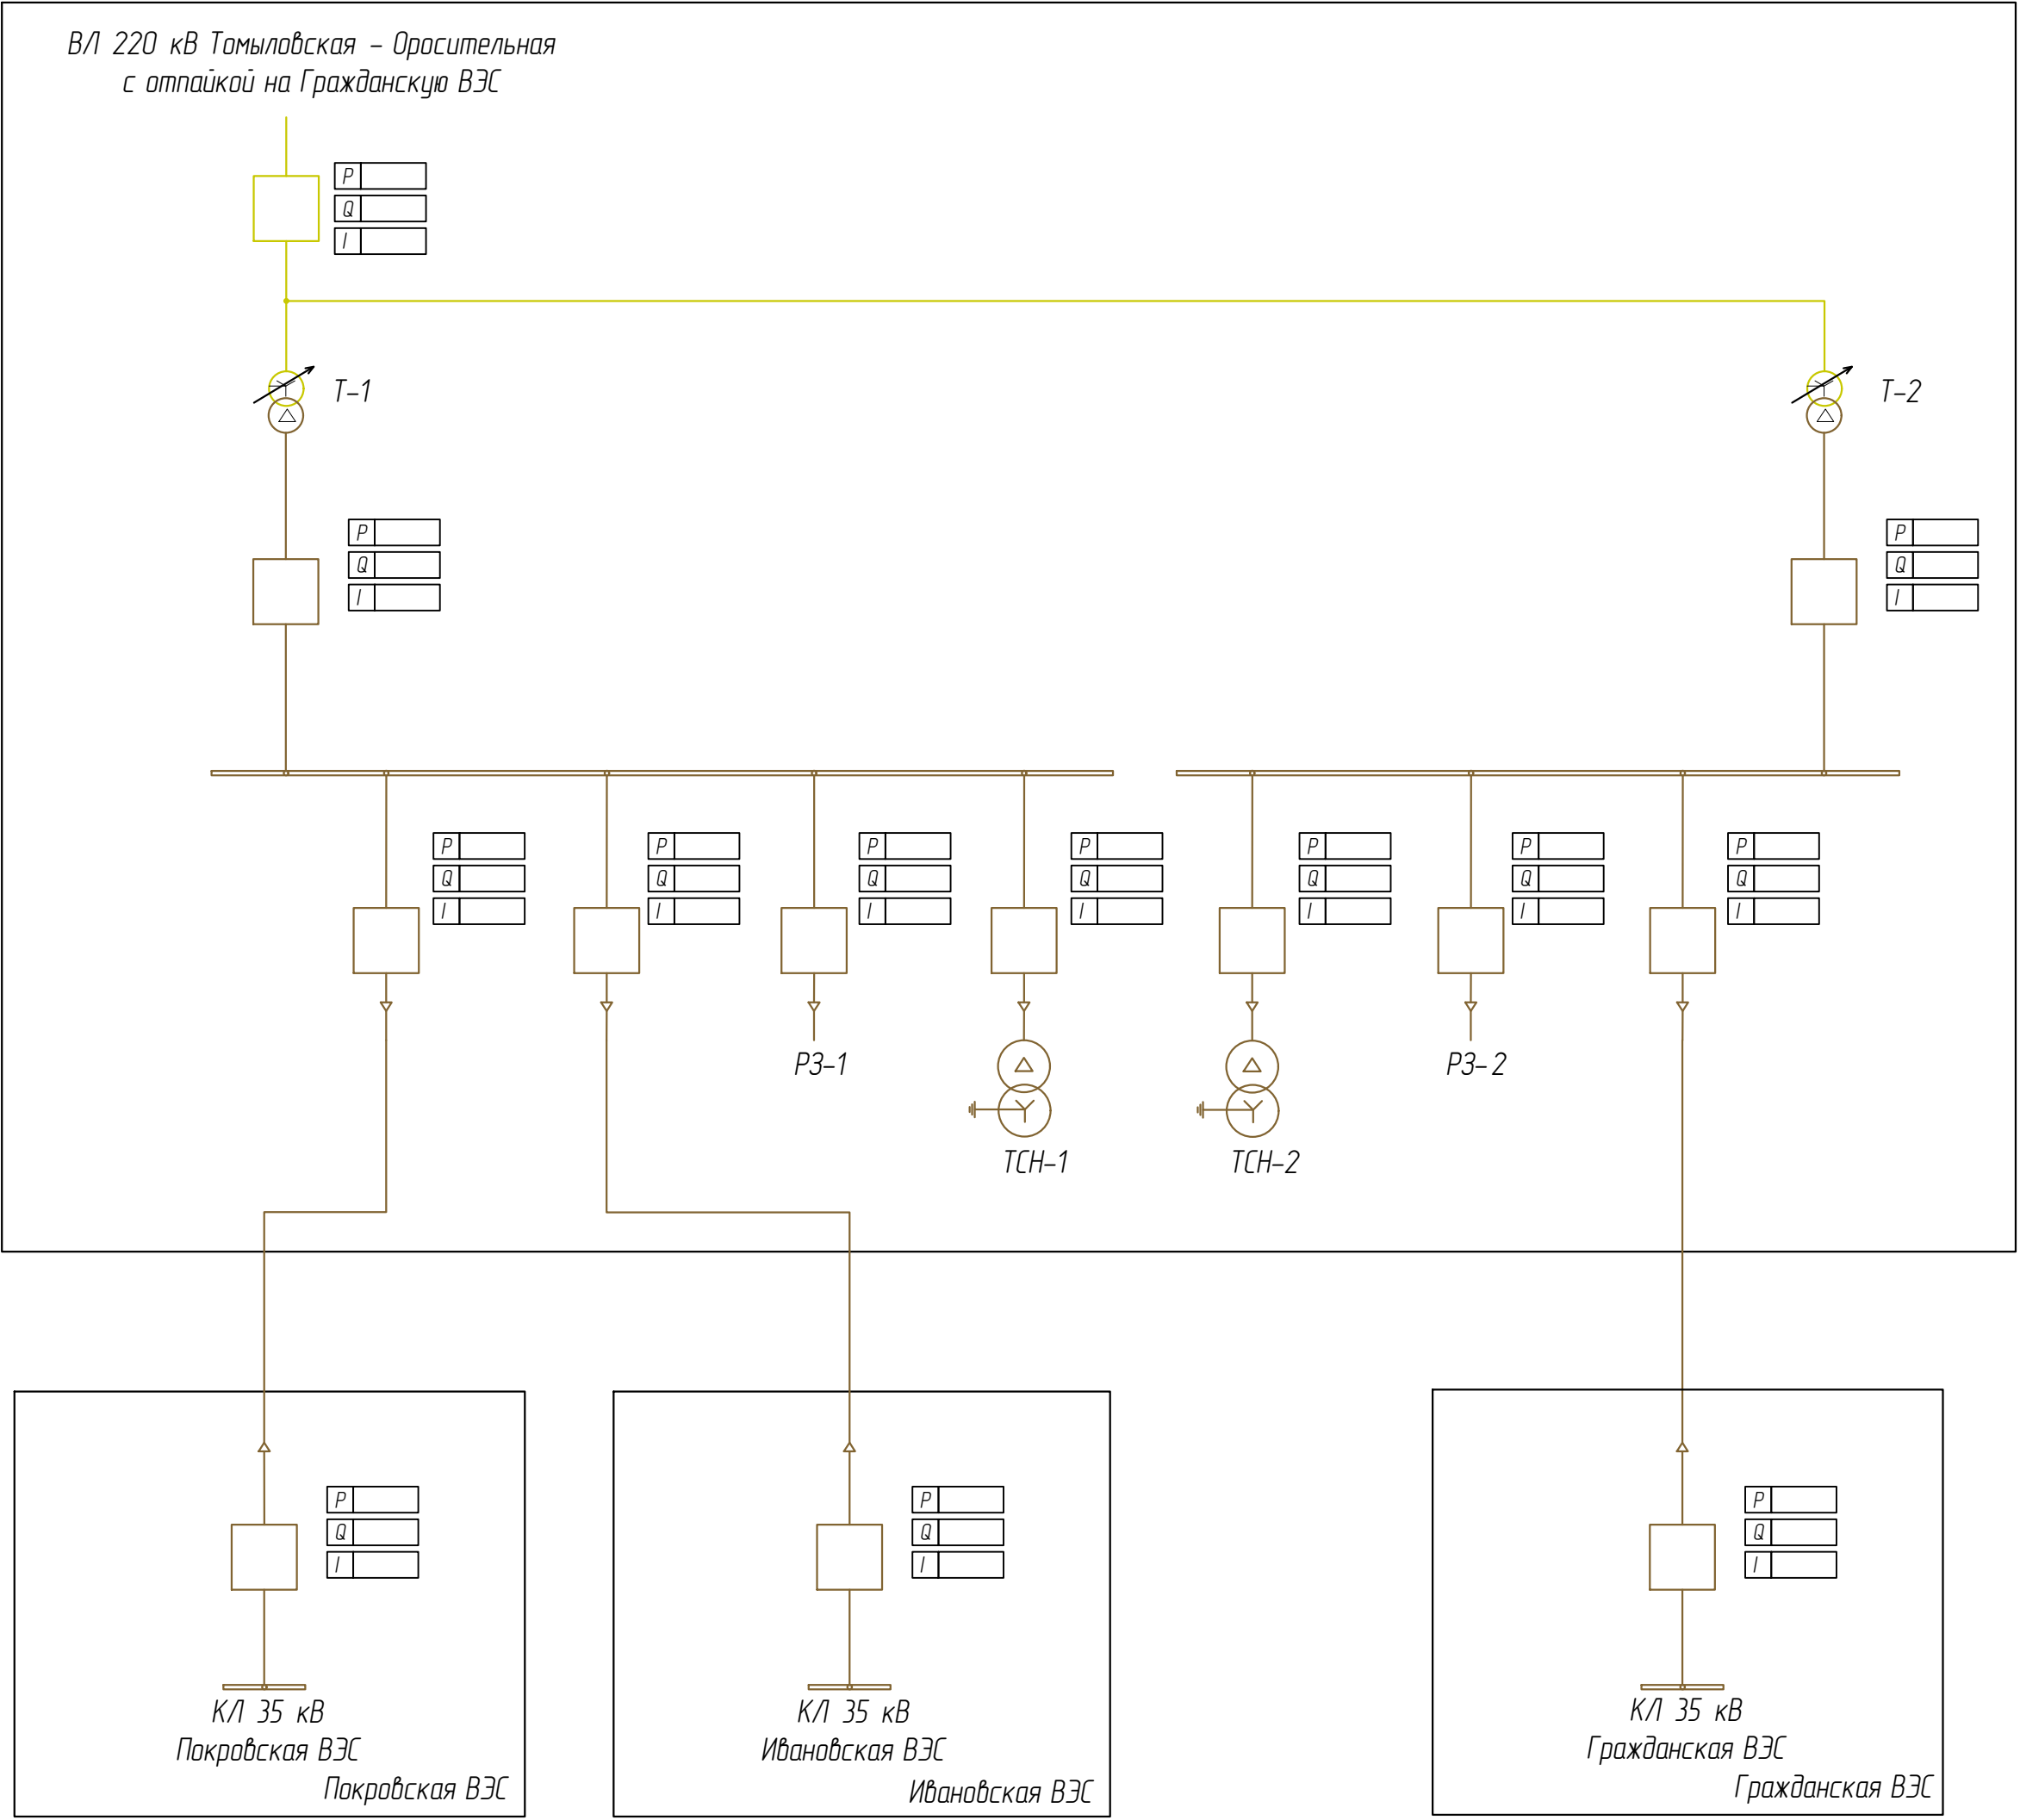 ВЛ 220 кВ Томыловская – Оросительная
с отпайкой на Гражданскую ВЭС
P
Q
I
Т-1
Т-2
P
Q
I
P
Q
I
P
Q
I
P
Q
I
P
Q
I
P
Q
I
P
Q
I
P
Q
I
P
Q
I
РЗ-1
РЗ-2
ТСН-1
ТСН-2
P
Q
I
P
Q
I
P
Q
I
КЛ 35 кВ
Покровская ВЭС
Покровская ВЭС
КЛ 35 кВ
Ивановская ВЭС
Ивановская ВЭС
КЛ 35 кВ
Гражданская ВЭС
Гражданская ВЭС